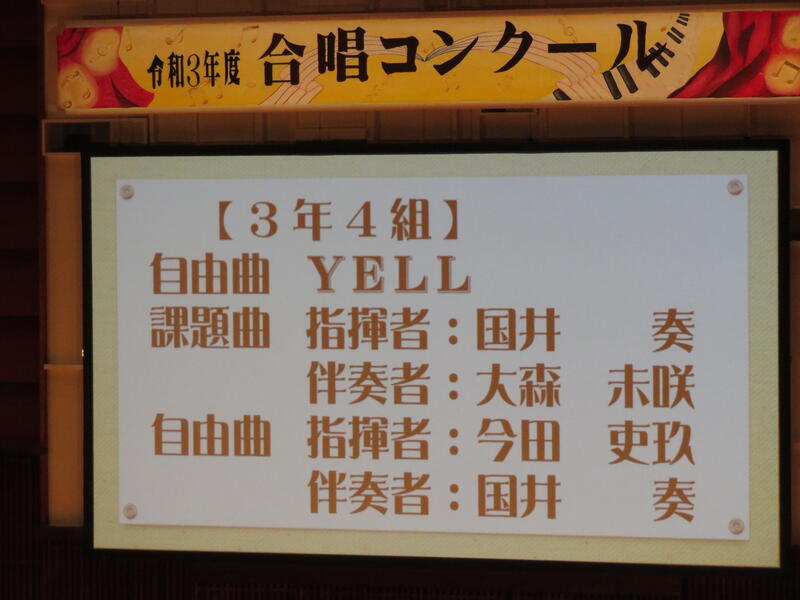 令和3年度 合唱コンクール
【3年4組】
自由曲 YELL
課題曲 指揮者：国井 奏
伴奏者：大森 未咲
自由曲 指揮者：今田 吏玖
伴奏者：国井 奏